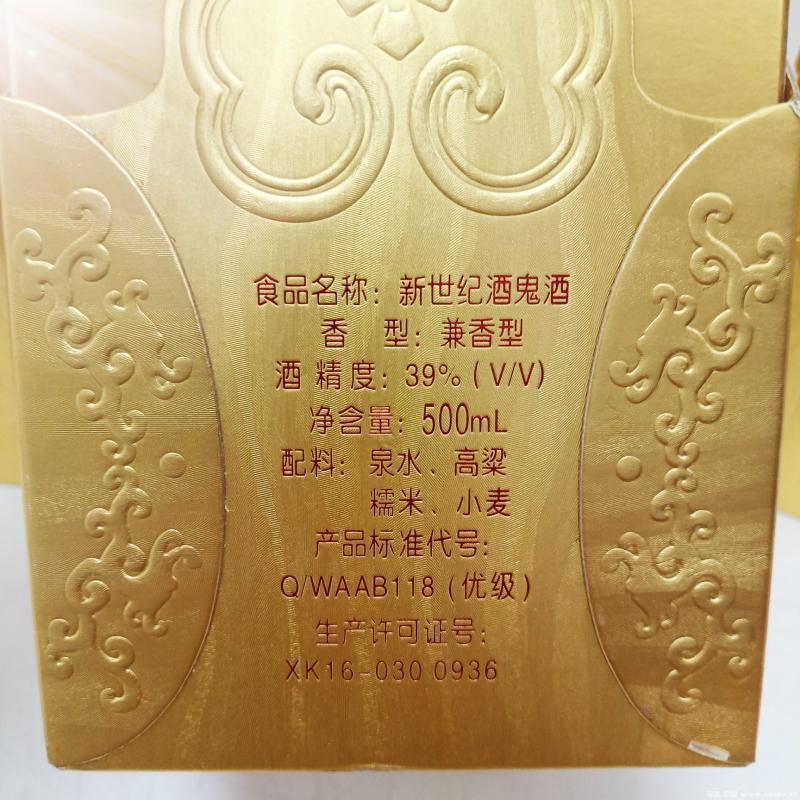 食品名称：新世纪酒鬼酒
香 型：兼香型
酒 精 度：39%（V/V）
净含量：500mL
配料：泉水、高粱
糯米、小麦
产品标准代号：
Q/WAAB118（优级）
生产许可证号：
XK16-030 0936